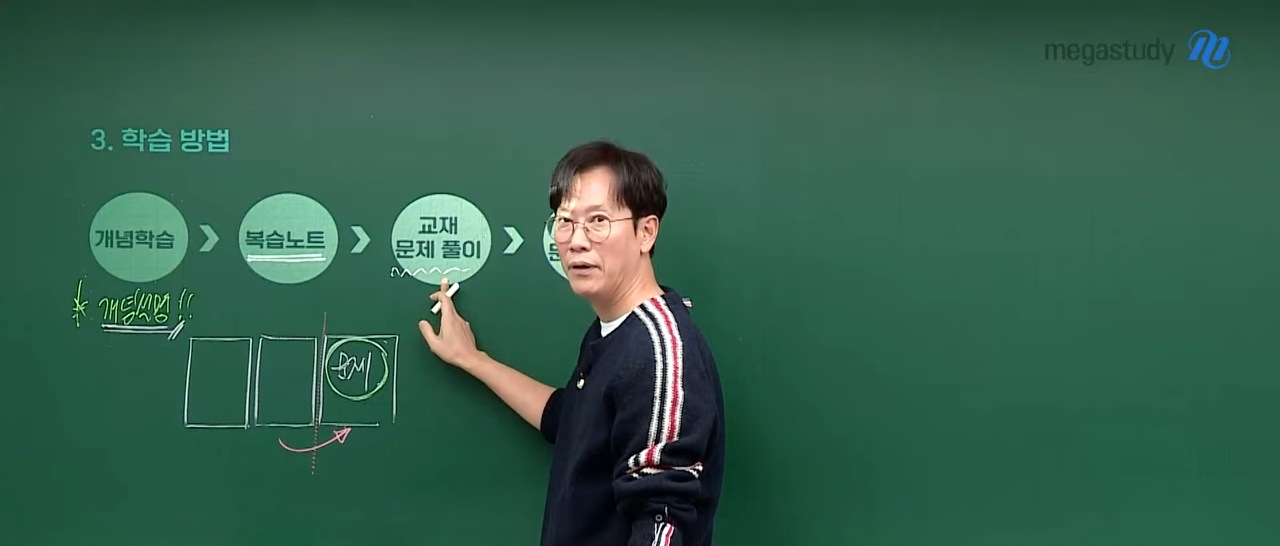 megastudy
3. 학습 방법
개념학습
복습노트
교재
문제 풀이
* 개념설명!!
문제